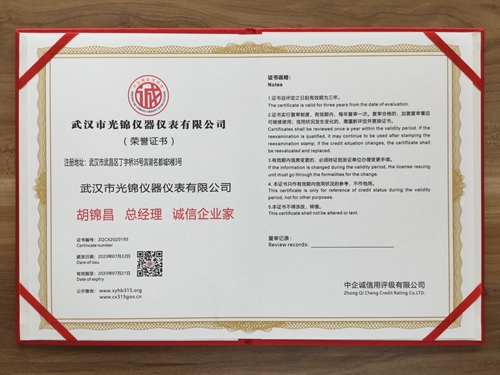 诚
武汉市光锦仪器仪表有限公司
（荣誉证书）
注册地址：武汉市武昌区丁字桥35号滨湖名都城5幢3号
武汉市光锦仪器仪表有限公司
胡锦昌 总经理 诚信企业家
证书编号：ZQCX2020195
Certincate number
颁发日期：2020年07月22日
Date of issu
有效期至：2023年07月21日
Date of expiry
公示查询：www.xyhb315.org
www.cx315gov.cn
证书说明：
Notes
1.证书自评定之日起有效期为三年。
The certificate is valid for three years from the date of evaluation.
2.证书实行复审制度，有效期内，每年复审一次。复审合格的，加盖复审章后
可继续使用；信用状况发生变化的，需重新评定并更换证书。
Certificates shall be reviewed once a year within the validity period. If the
reexamination is qualified, it may continue to be used after stamping the
reexamination stamp; if the credit situation changes, the certificate
shall be reevaluated and replaced.
3.有效期内信息变更的，必须持证到发证单位办理变更手续。
If the information is changed during the validity period, the license-issuing
unit must go through the formalities for the change.
4.本证书只作有效期内信用状况的参考，不作他用。
This certificate is only for reference of credit status during the validity
period, not for other purposes.
5.本证书不得涂改、转借。
This certificate shall not be altered or lent.
复审记录：
Review records:
中企诚信用评级有限公司
Zhong Qi Cheng Credit Rating Co.LTD.